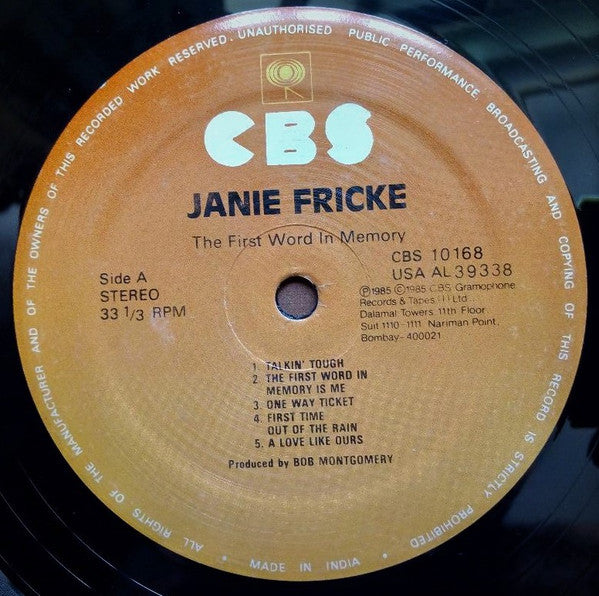 ALL RIGHTS OF THE MANUFACTURER AND OF THE OWNERS OF THIS RECORDED WORK RESERVED. UNAUTHORISED PUBLIC PERFORMANCE, BROADCASTING AND COPYING OF THIS RECORD IS STRICTLY PROHIBITED
CBS
JANIE FRICKE
The First Word In Memory
Side A
STEREO
33 1/3 RPM
CBS 10168
USA AL39338
Ⓟ1985 ©1985 CBS Gramophone
Records & Tapes (I) Ltd
Dalamal Towers 11th Floor
Suit 1110-1111 Nariman Point,
Bombay-400021
1. TALKIN' TOUGH
2. THE FIRST WORD IN
MEMORY IS ME
3. ONE WAY TICKET
4. FIRST TIME
OUT OF THE RAIN
5. A LOVE LIKE OURS
Produced by BOB MONTGOMERY
• MADE IN INDIA •